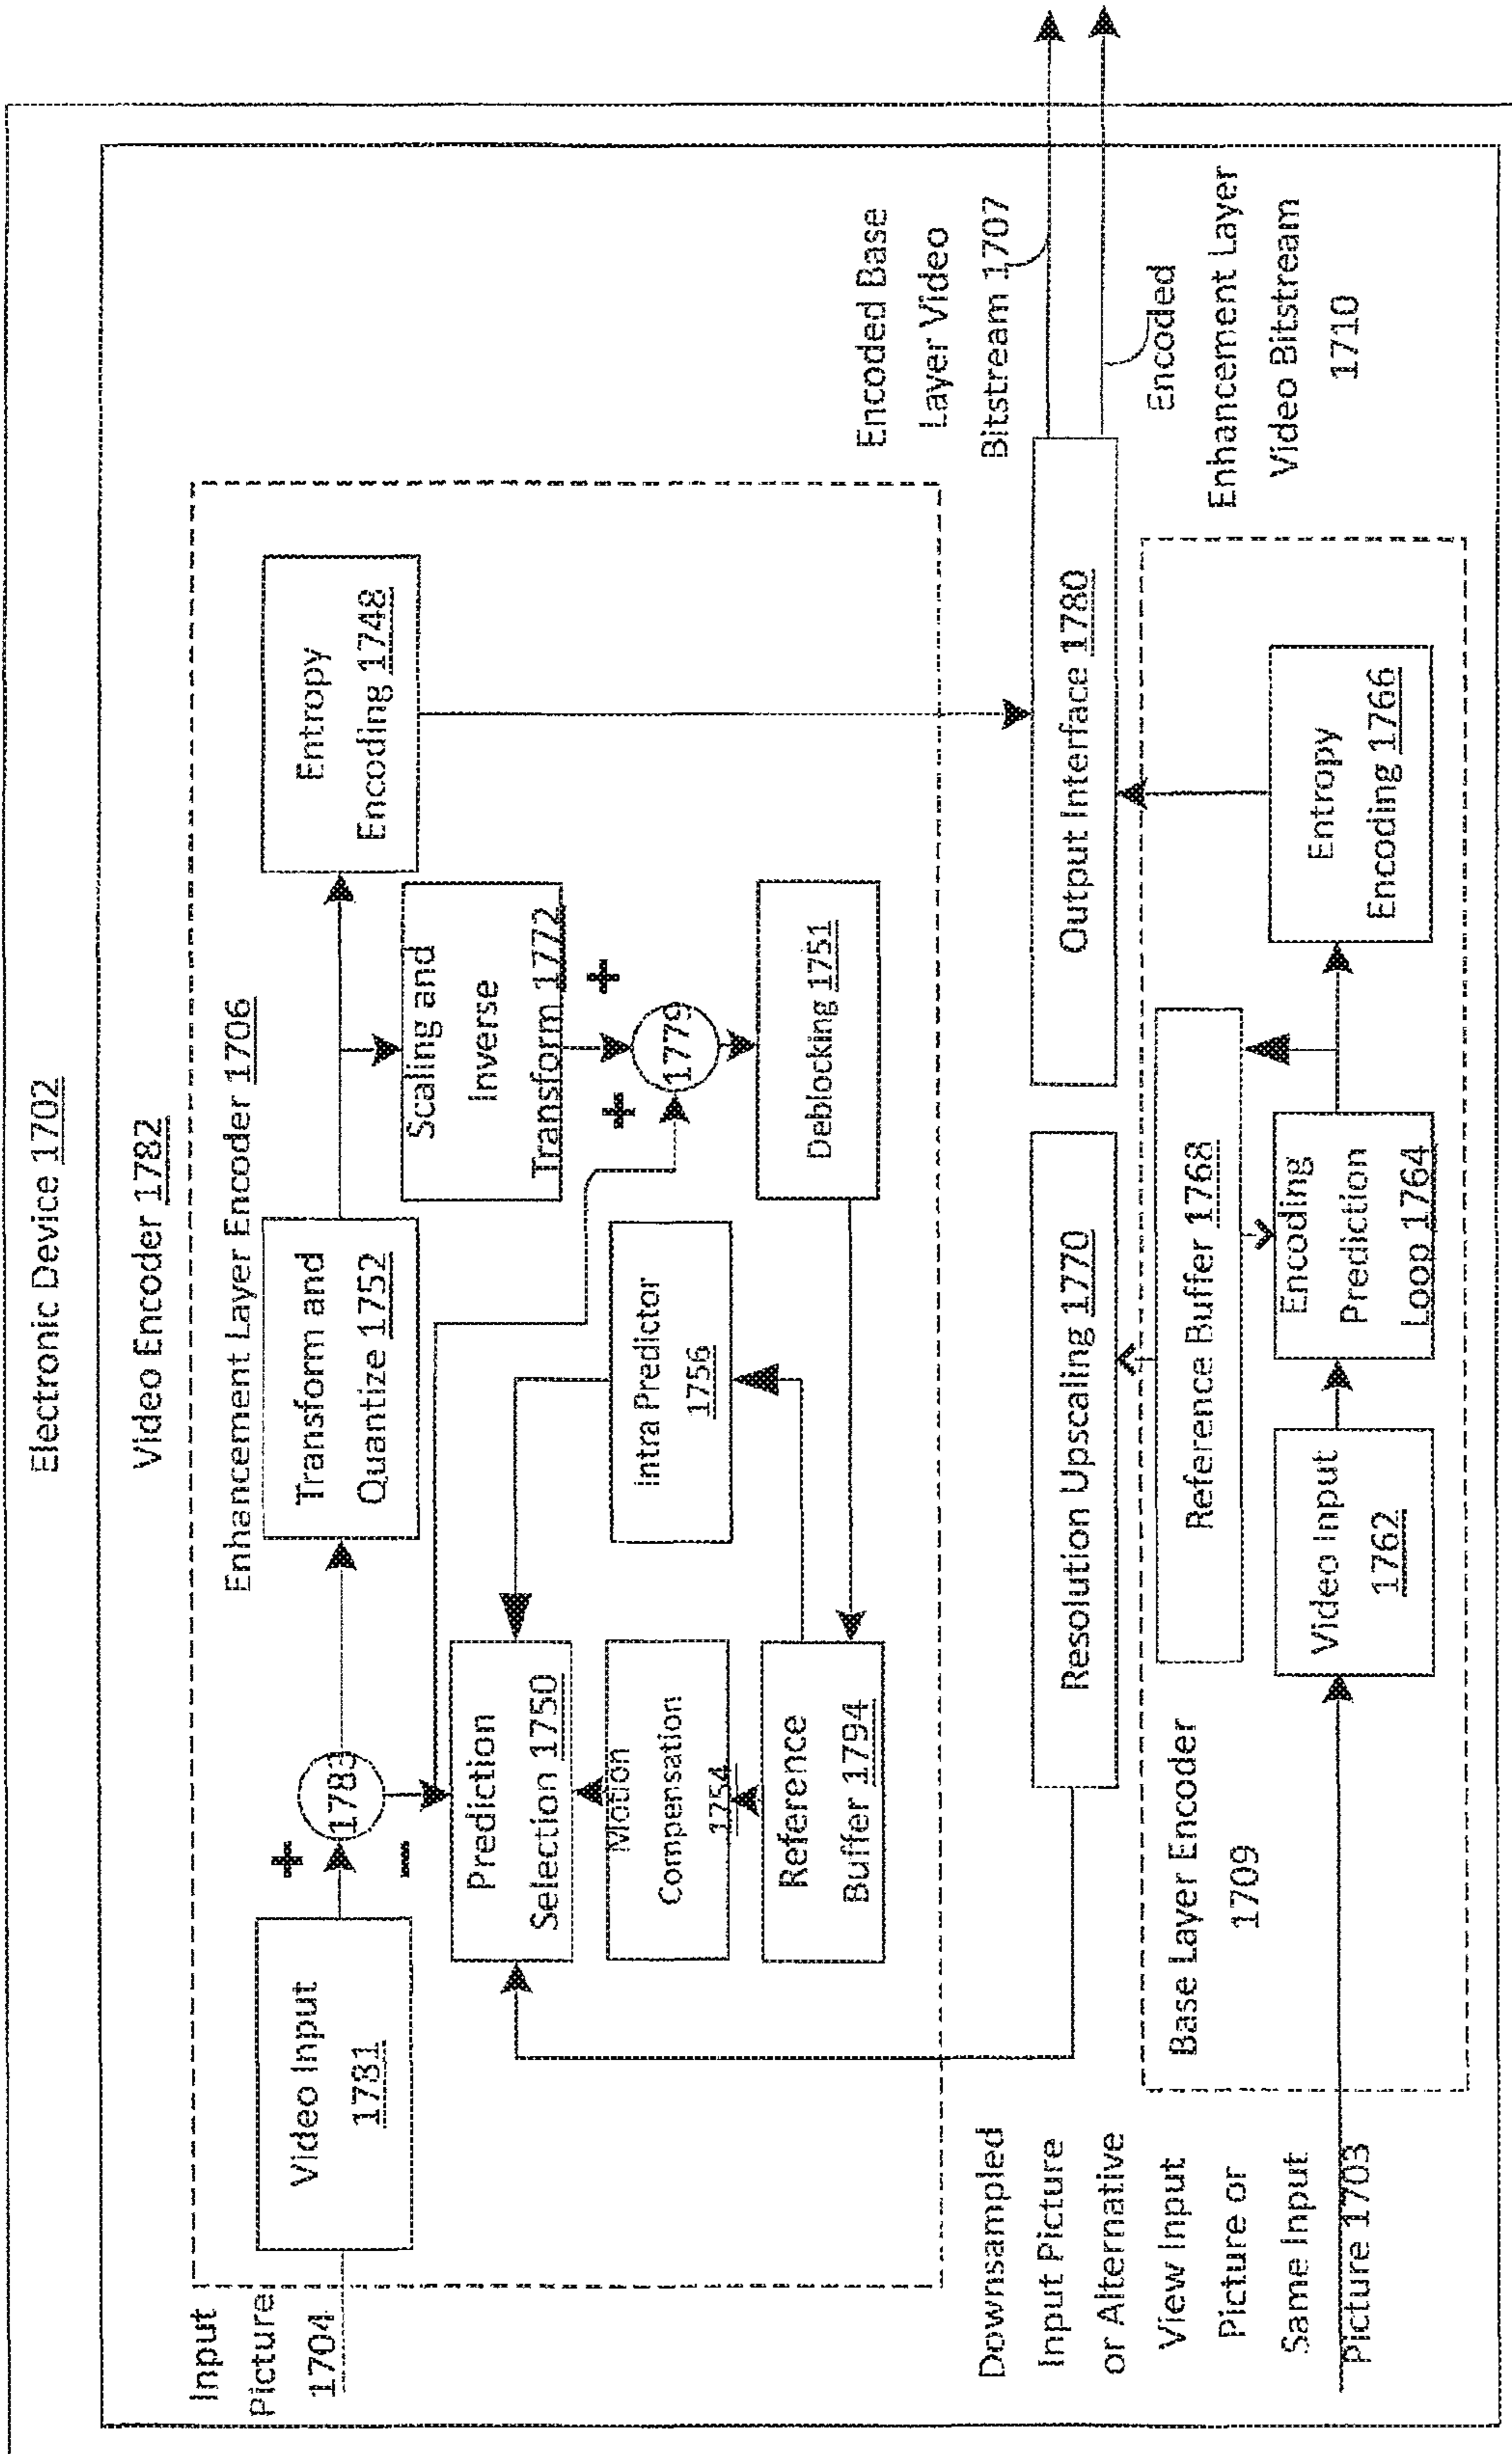 Electronic Device 1702
Video Encoder 1782
Enhancement Layer Encoder 1706
Input
Picture
1704
Video Input
1781
+
−
1783
Transform and
Quantize 1752
Entropy
Encoding 1748
Scaling and
Inverse
Transform 1772
+
+
1779
Prediction
Selection 1750
Motion
Compensation
1754
Intra Predictor
1756
Deblocking 1751
Reference
Buffer 1794
Encoded Base
Layer Video
Bitstream 1707
Resolution Upscaling 1770
Output Interface 1780
Encoded
Enhancement Layer
Video Bitstream
1710
Downsampled
Input Picture
or Alternative
View Input
Picture or
Same Input
Picture 1703
Base Layer Encoder
1709
Reference Buffer 1768
Video Input
1762
Encoding
Prediction
Loop 1764
Entropy
Encoding 1766